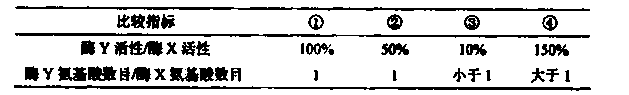 比较指标 ① ② ③ ④
酶Y活性/酶X活性 100% 50% 10% 150%
酶Y氨基酸数目/酶X氨基酸数目 1 1 小于1 大于1